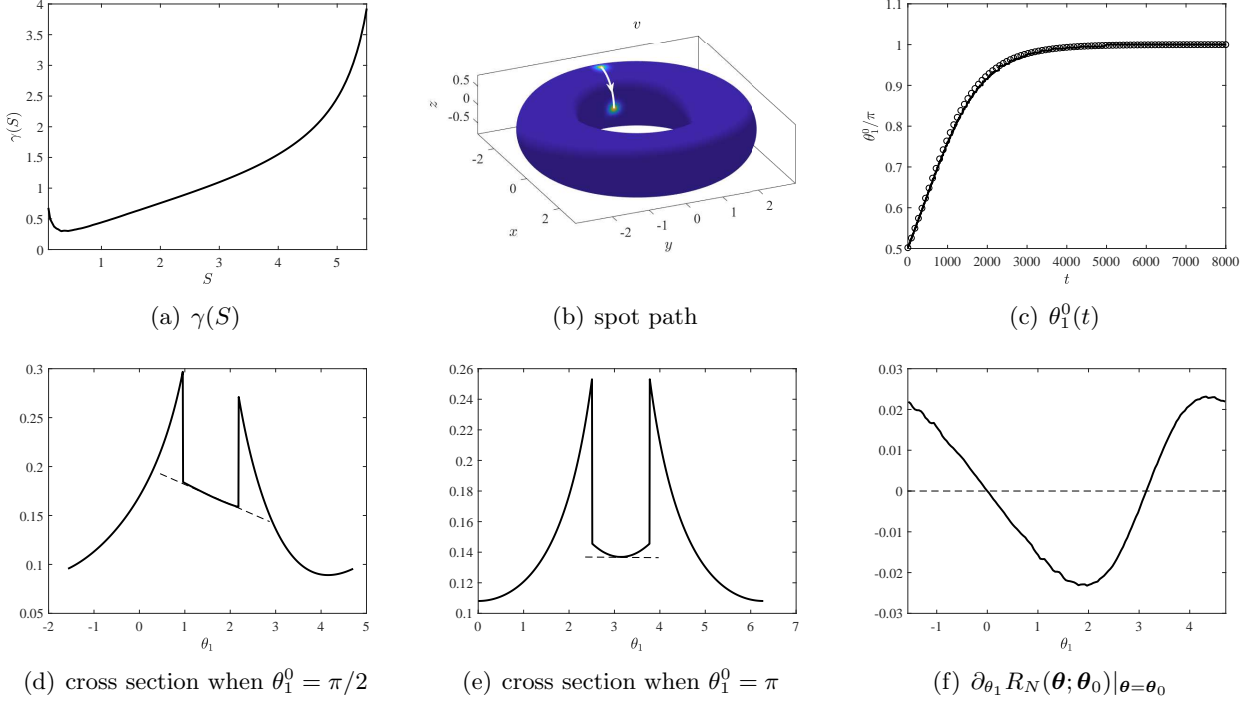 4
3.5
3
2.5
2
1.5
1
0.5
0
γ(S)
1 2 3 4 5
S
(a) γ(S)
v
0.5
0
-0.5
z
-2
0
2
x
-2 -1 0 1 2
y
(b) spot path
1.1
1
0.9
0.8
0.7
0.6
0.5
θ₁⁰/π
0 1000 2000 3000 4000 5000 6000 7000 8000
t
(c) θ₁⁰(t)
0.3
0.25
0.2
0.15
0.1
0.05
-2 -1 0 1 2 3 4 5
θ₁
(d) cross section when θ₁⁰ = π/2
0.26
0.24
0.22
0.2
0.18
0.16
0.14
0.12
0.1
0 1 2 3 4 5 6 7
θ₁
(e) cross section when θ₁⁰ = π
0.03
0.02
0.01
0
-0.01
-0.02
-0.03
-1 0 1 2 3 4
θ₁
(f) ∂_θ₁ R_N(θ; θ₀)|_θ=θ₀